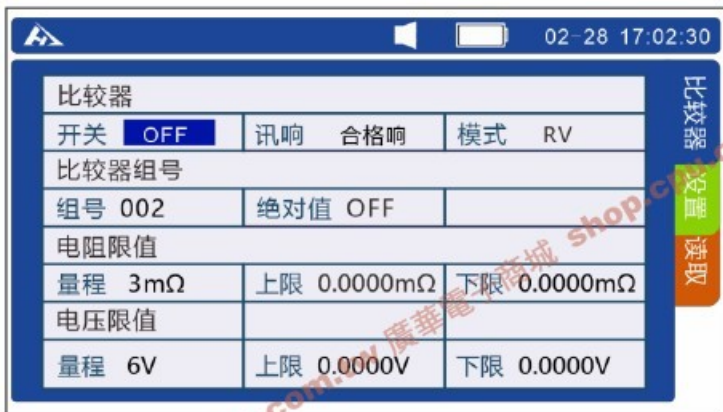 02-28 17:02:30
比较器
开关 OFF 讯响 合格响 模式 RV
比较器组号
组号 002 绝对值 OFF
电阻限值
量程 3mΩ 上限 0.0000mΩ 下限 0.0000mΩ
电压限值
量程 6V 上限 0.0000V 下限 0.0000V
比较器
设置
读取
com.tw 廣華電子商城 shop.cpu.c